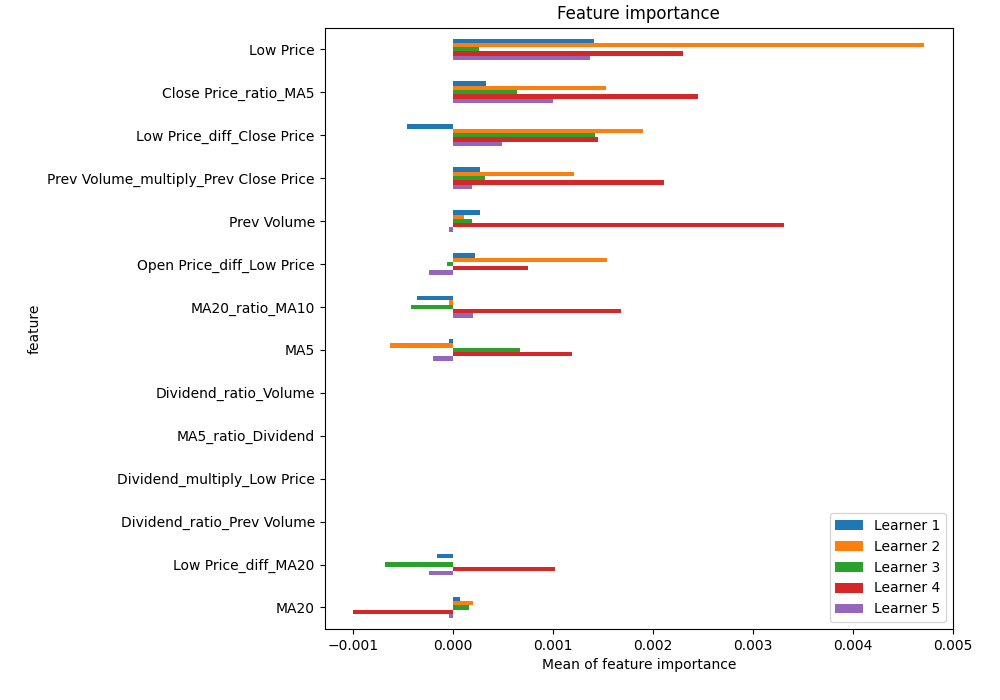 Feature importance
feature
Low Price
Close Price_ratio_MA5
Low Price_diff_Close Price
Prev Volume_multiply_Prev Close Price
Prev Volume
Open Price_diff_Low Price
MA20_ratio_MA10
MA5
Dividend_ratio_Volume
MA5_ratio_Dividend
Dividend_multiply_Low Price
Dividend_ratio_Prev Volume
Low Price_diff_MA20
MA20
Learner 1
Learner 2
Learner 3
Learner 4
Learner 5
−0.001 0.000 0.001 0.002 0.003 0.004 0.005
Mean of feature importance